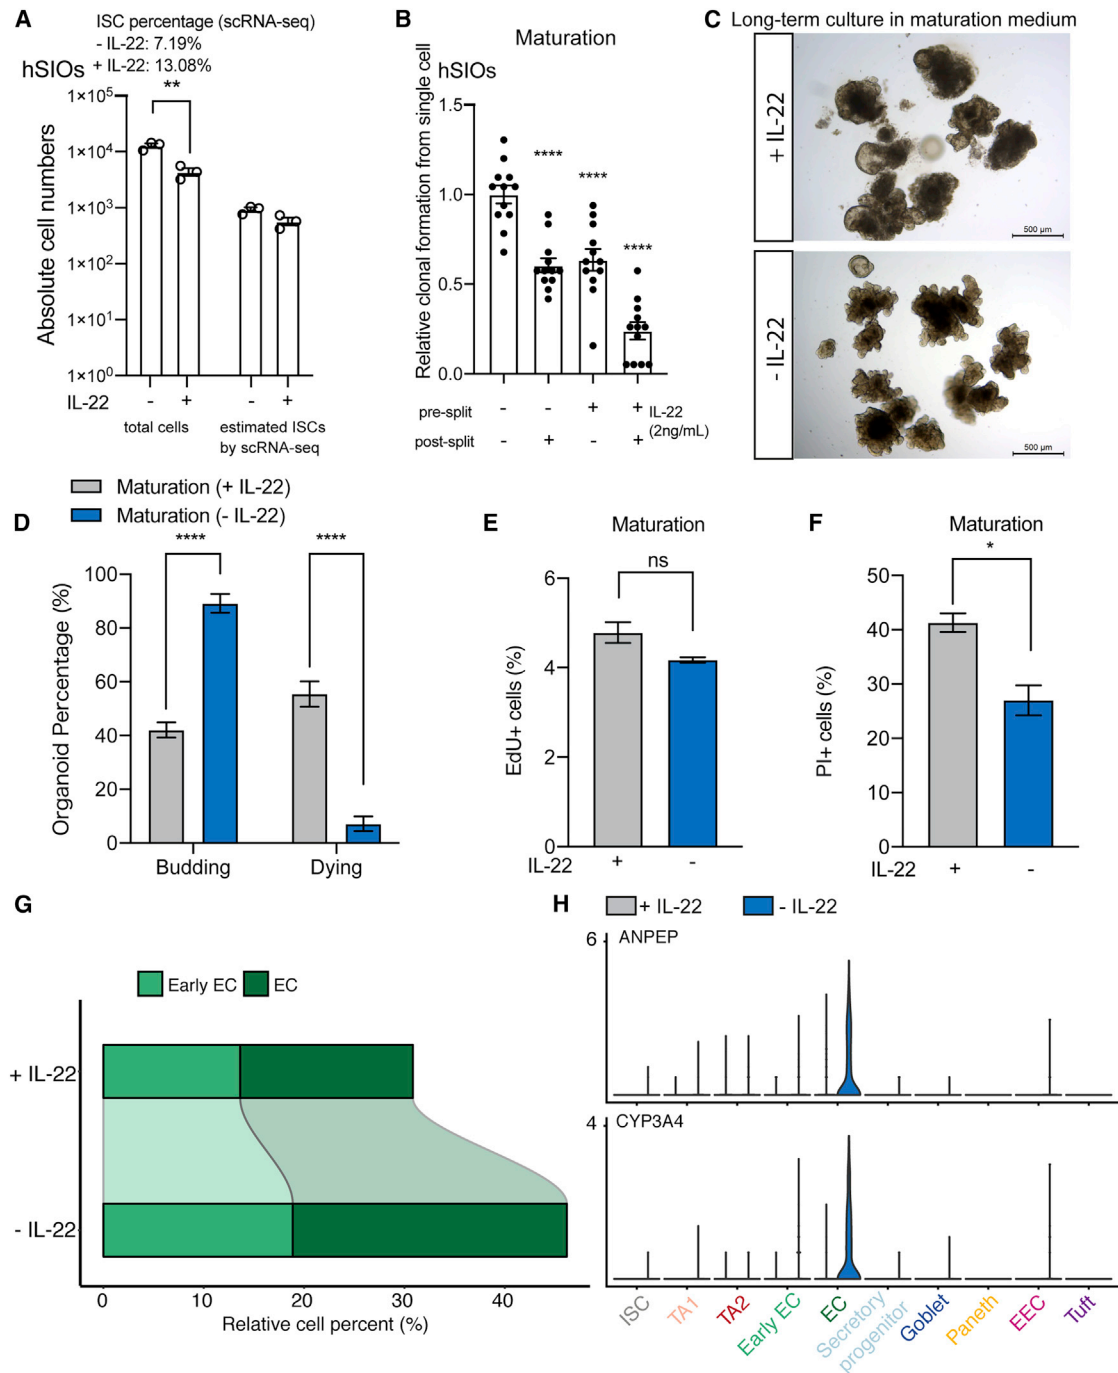 A
ISC percentage (scRNA-seq)
- IL-22: 7.19%
+ IL-22: 13.08%
hSIOs
**
Absolute cell numbers
1×10⁵
1×10⁴
1×10³
1×10²
1×10¹
1×10⁰
IL-22 - + - +
total cells
estimated ISCs
by scRNA-seq
B
Maturation
hSIOs
Relative clonal formation from single cell
1.5
1.0
0.5
0.0
****
****
****
pre-split - - + +
post-split - + - +
IL-22
(2ng/mL)
C
Long-term culture in maturation medium
+ IL-22
500 µm
- IL-22
500 µm
D
Maturation (+ IL-22)
Maturation (- IL-22)
Organoid Percentage (%)
100
80
60
40
20
0
****
****
Budding
Dying
E
Maturation
ns
EdU+ cells (%)
6
4
2
0
IL-22 + -
F
Maturation
*
PI+ cells (%)
50
40
30
20
10
0
IL-22 + -
G
Early EC
EC
+ IL-22
- IL-22
0 10 20 30 40
Relative cell percent (%)
H
+ IL-22
- IL-22
6
ANPEP
4
CYP3A4
ISC
TA1
TA2
Early EC
EC
Secretory
progenitor
Goblet
Paneth
EEC
Tuft